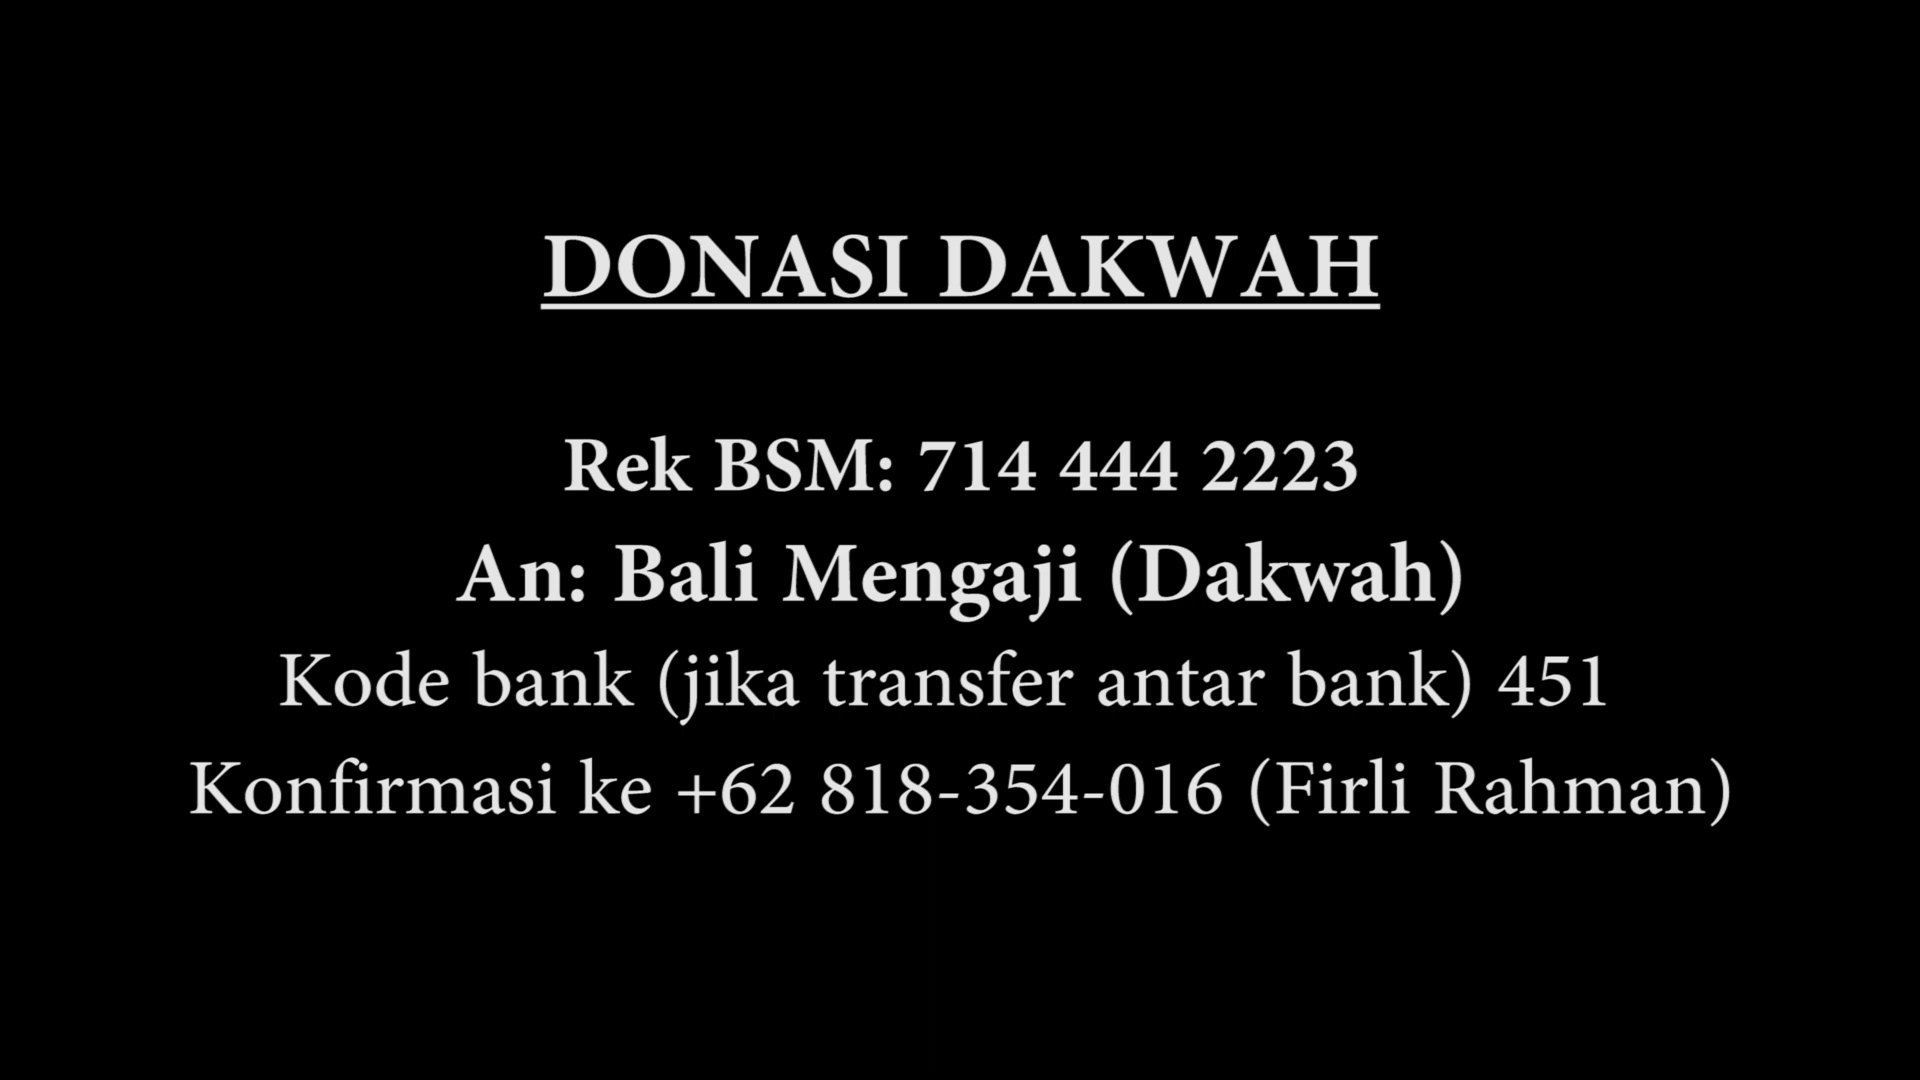 DONASI DAKWAH
Rek BSM: 714 444 2223
An: Bali Mengaji (Dakwah)
Kode bank (jika transfer antar bank) 451
Konfirmasi ke +62 818-354-016 (Firli Rahman)